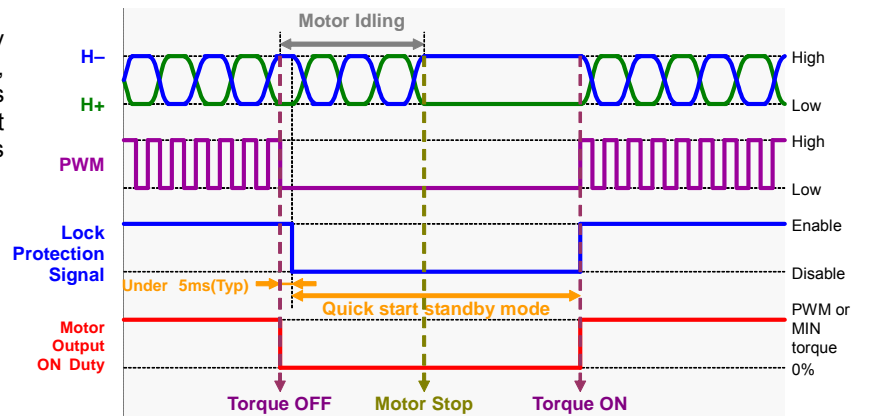 Motor Idling
y
,
s
t
s
H–
High
H+
Low
PWM
High
Low
Lock
Protection
Signal
Enable
Disable
Under 5ms(Typ)
Quick start standby mode
Motor
Output
ON Duty
PWM or
MIN
torque
0%
Torque OFF
Motor Stop
Torque ON